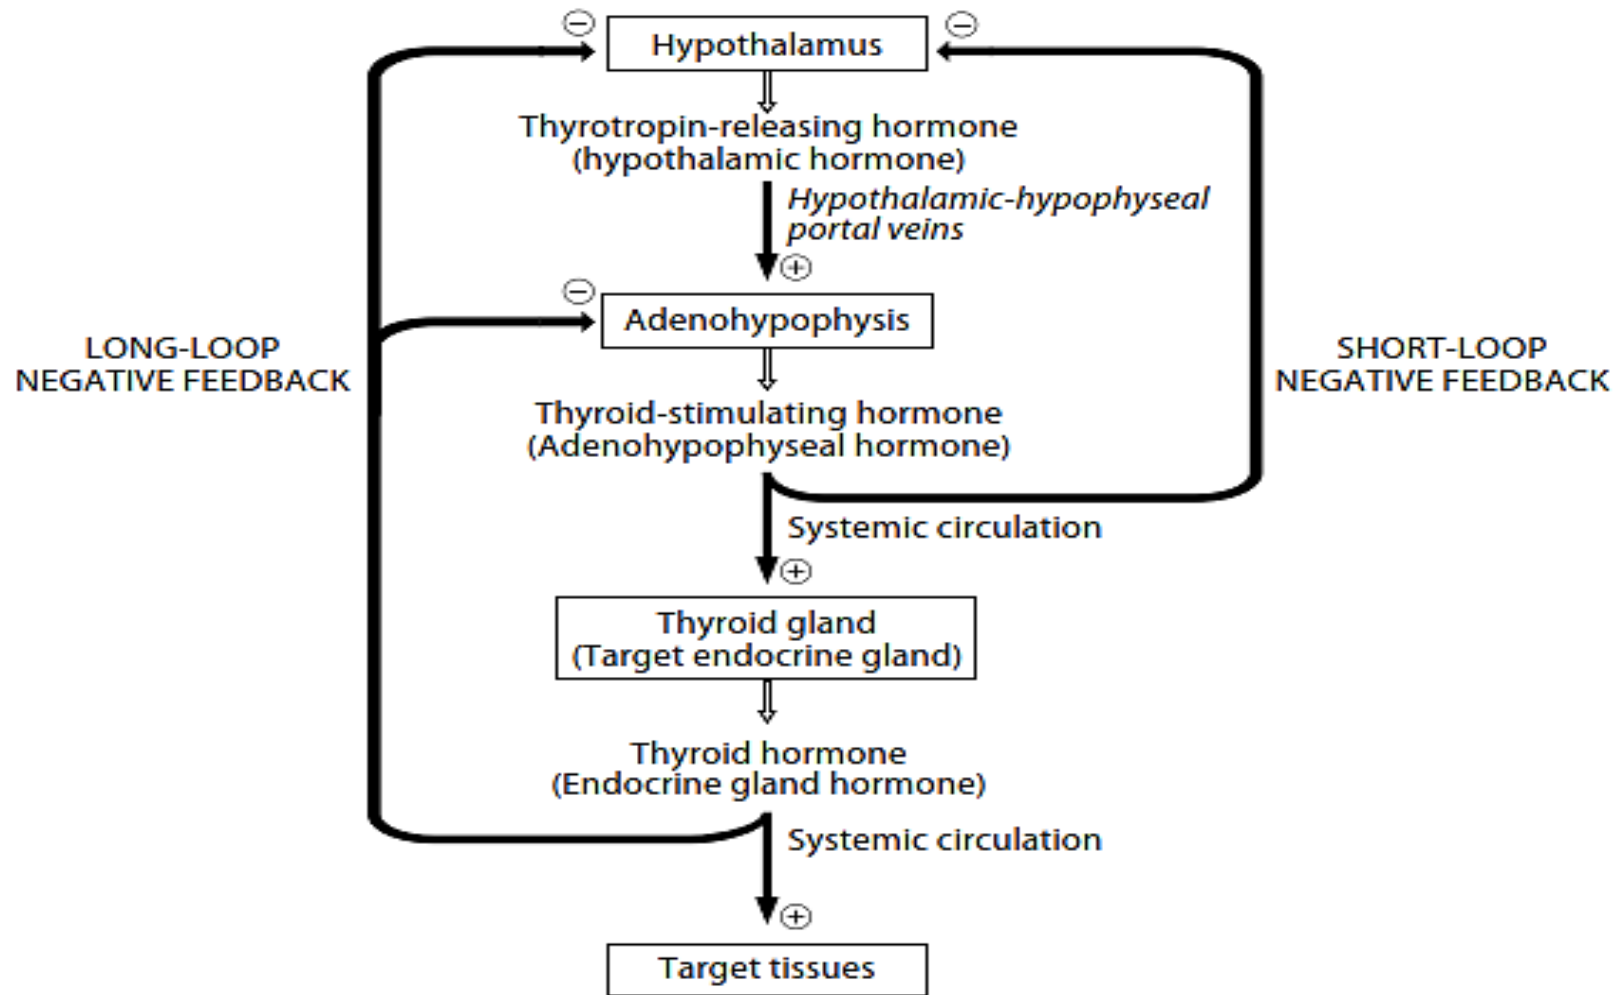 ⊖
⊖
Hypothalamus
Thyrotropin-releasing hormone
(hypothalamic hormone)
Hypothalamic-hypophyseal
portal veins
⊕
⊖
Adenohypophysis
LONG-LOOP
NEGATIVE FEEDBACK
SHORT-LOOP
NEGATIVE FEEDBACK
Thyroid-stimulating hormone
(Adenohypophyseal hormone)
Systemic circulation
⊕
Thyroid gland
(Target endocrine gland)
Thyroid hormone
(Endocrine gland hormone)
Systemic circulation
⊕
Target tissues